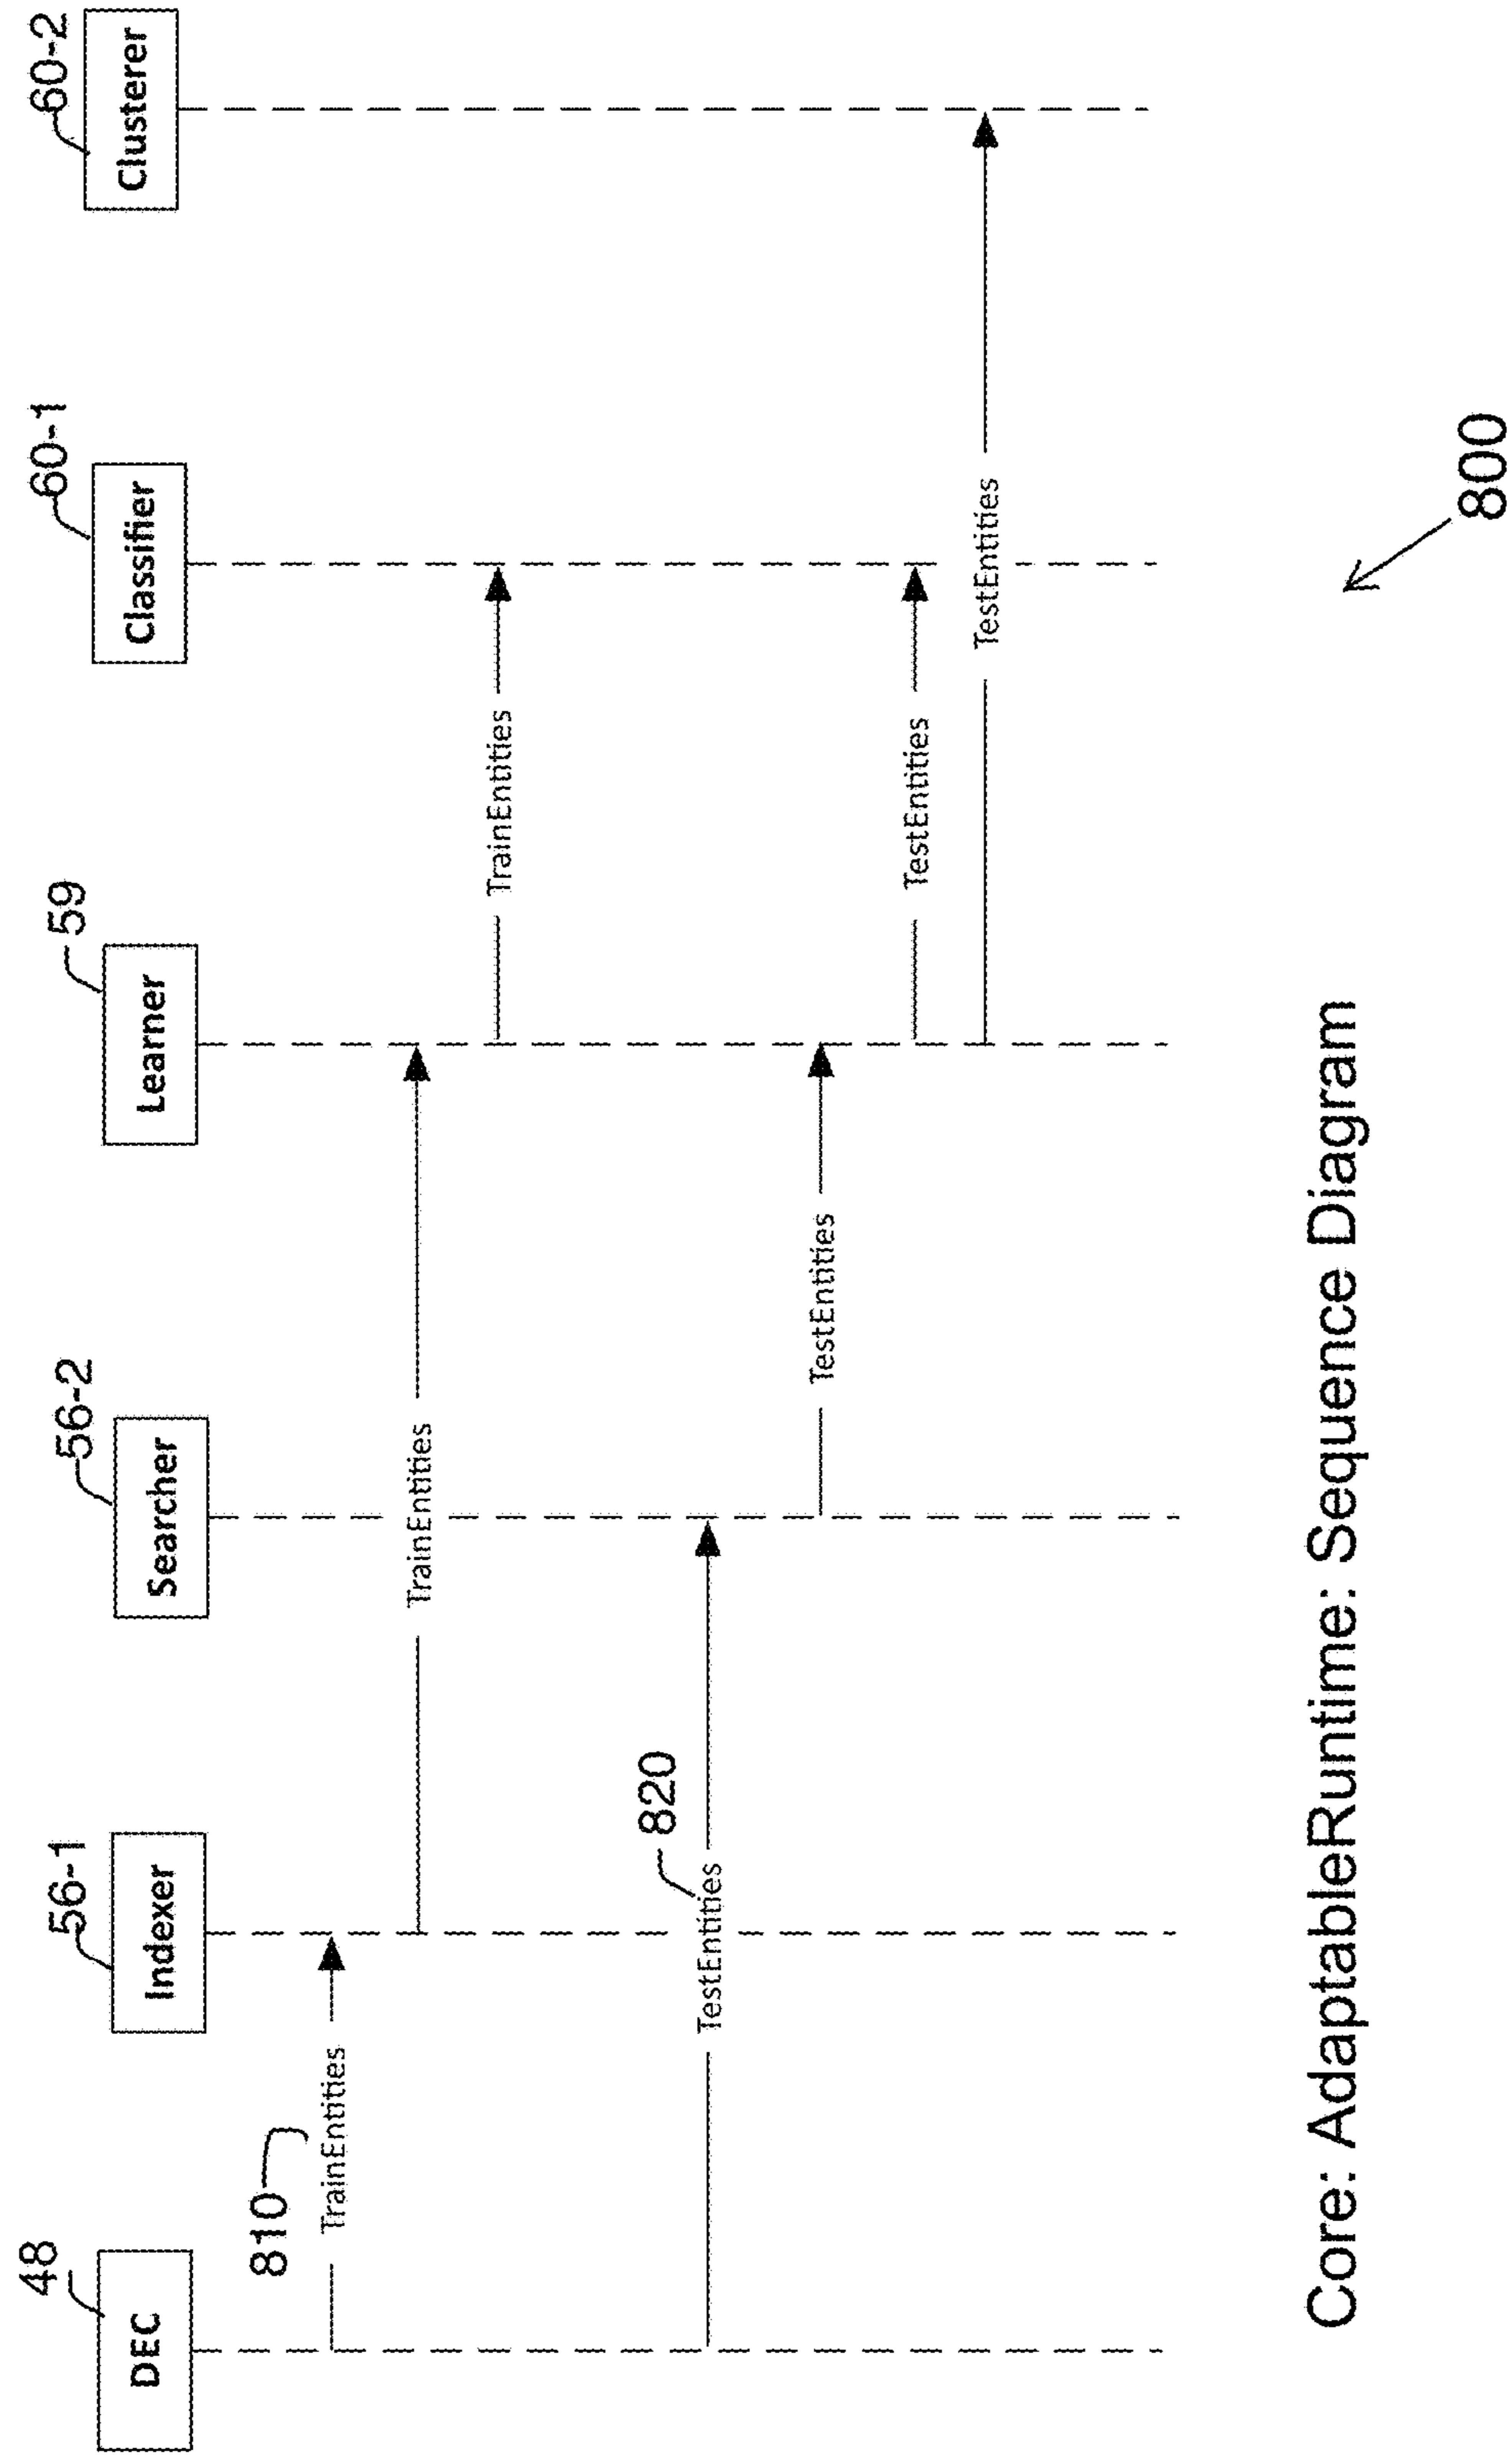 48
56-1
56-2
59
60-1
60-2
DEC
Indexer
Searcher
Learner
Classifier
Clusterer
810
TrainEntities
TrainEntities
TrainEntities
820
TestEntities
TestEntities
TestEntities
TestEntities
Core: AdaptableRuntime: Sequence Diagram
800